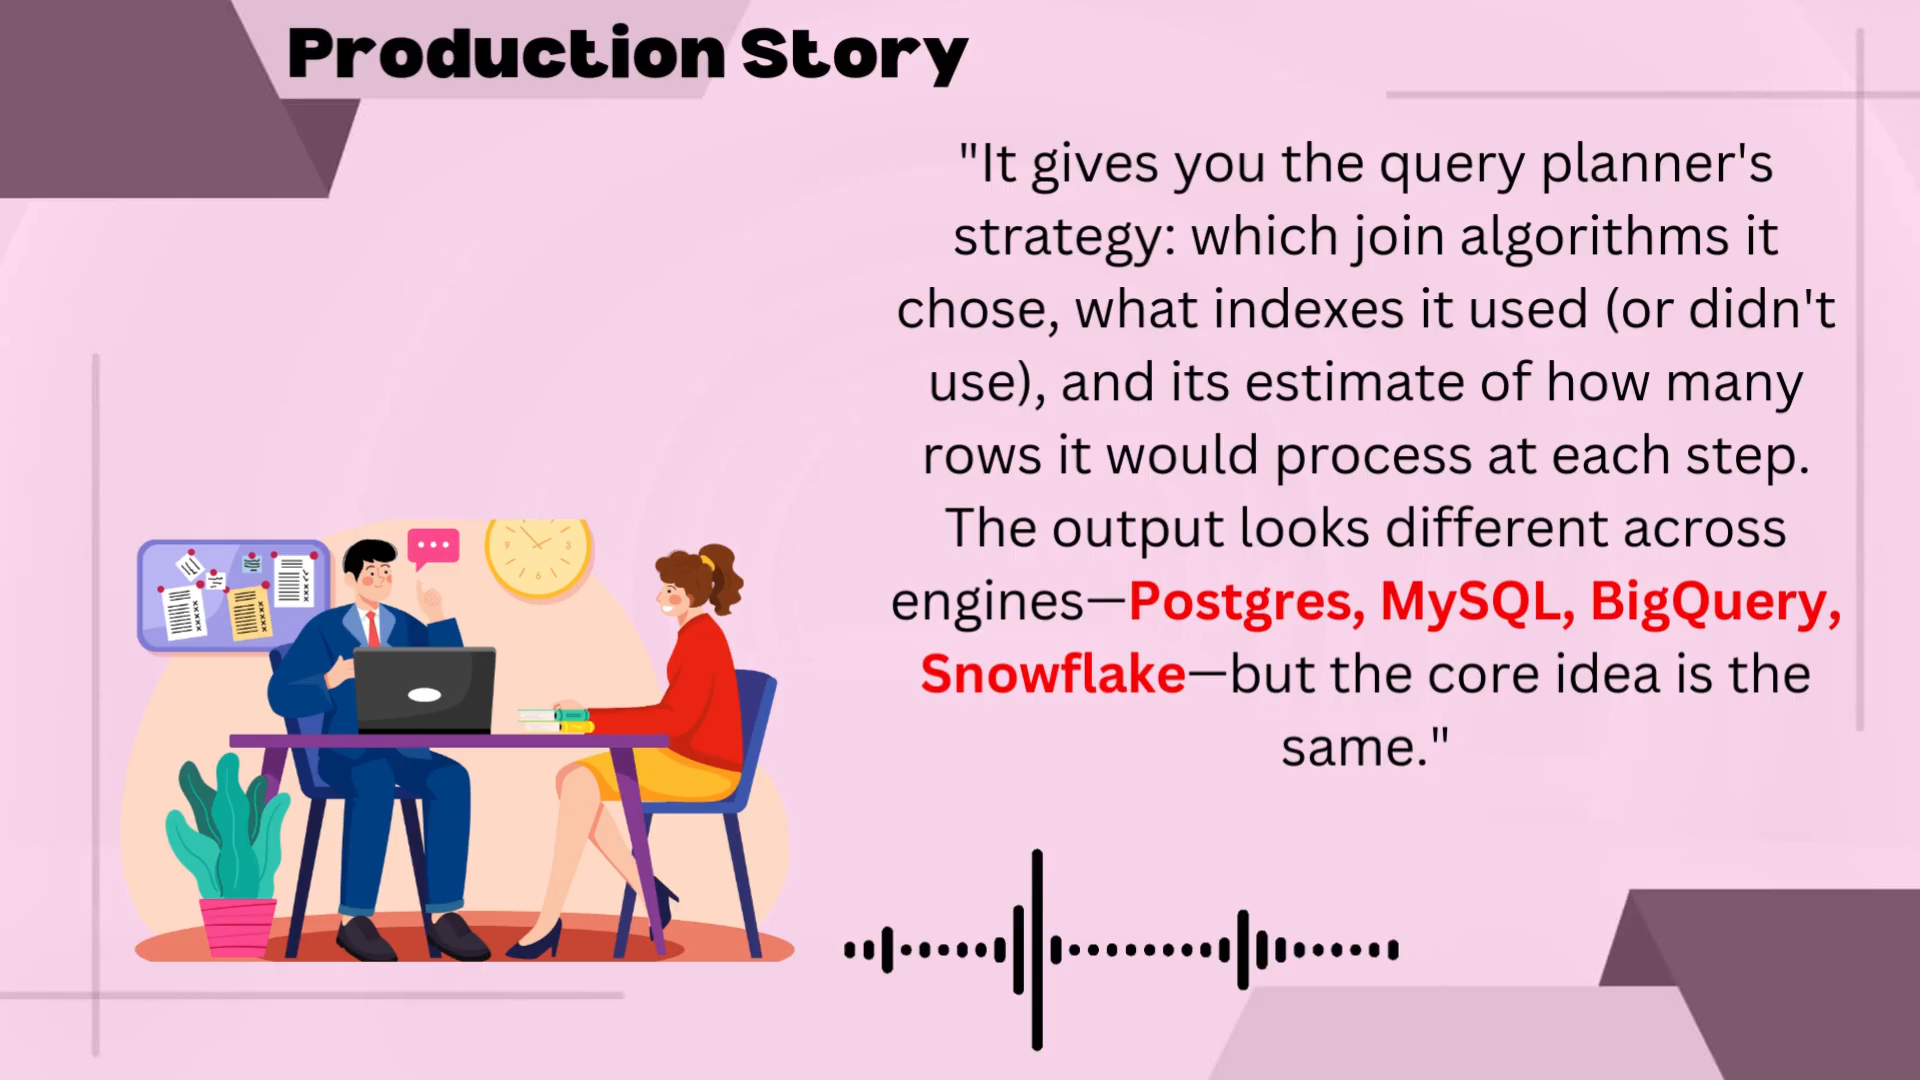 Production Story
"It gives you the query planner's
strategy: which join algorithms it
chose, what indexes it used (or didn't
use), and its estimate of how many
rows it would process at each step.
The output looks different across
engines—Postgres, MySQL, BigQuery,
Snowflake—but the core idea is the
same."